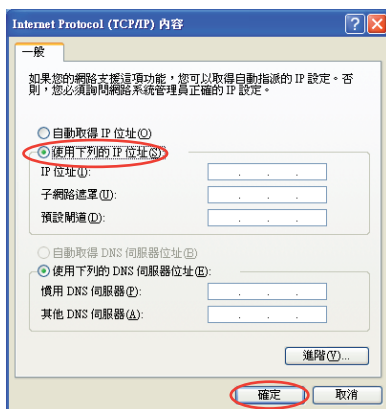 Internet Protocol (TCP/IP) 內容
一般
如果您的網路支援這項功能，您可以取得自動指派的 IP 設定。否
則，您必須詢問網路系統管理員正確的 IP 設定。
自動取得 IP 位址(O)
使用下列的 IP 位址(S):
IP 位址(I):
子網路遮罩(U):
預設閘道(D):
自動取得 DNS 伺服器位址(B)
使用下列的 DNS 伺服器位址(E):
慣用 DNS 伺服器(P):
其他 DNS 伺服器(A):
進階(V)...
確定
取消